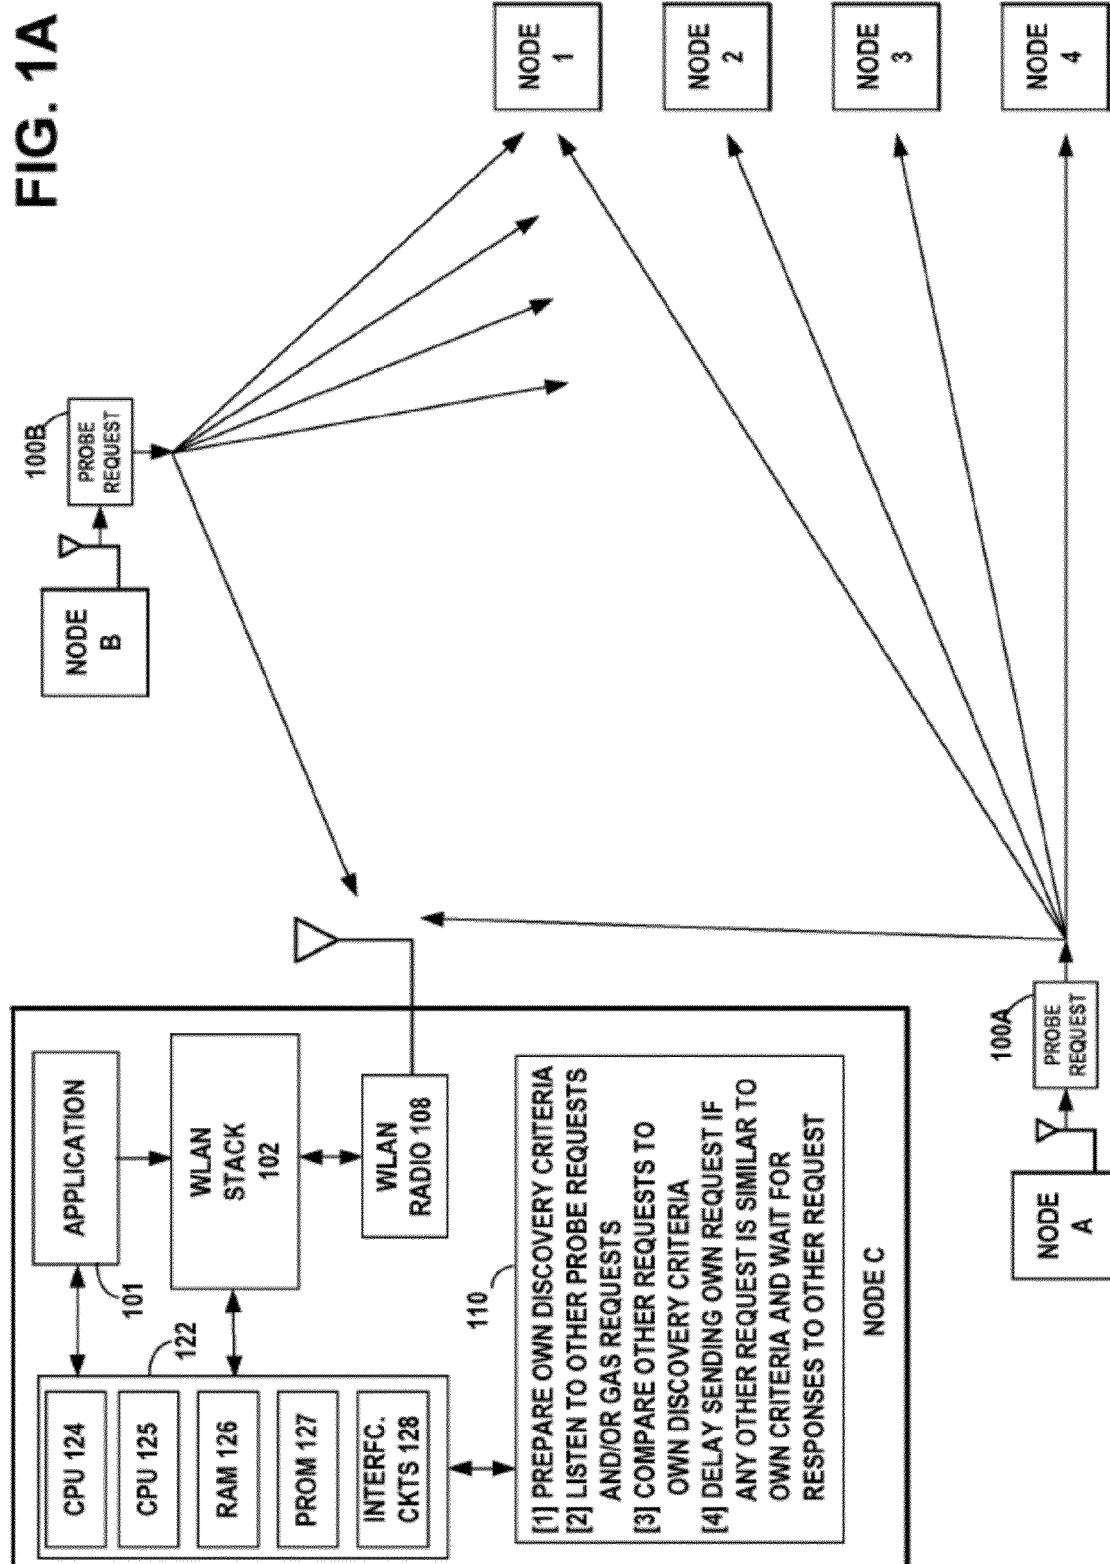 FIG. 1A
CPU 124
CPU 125
RAM 126
PROM 127
INTERFC.
CKTS 128
122
APPLICATION
101
WLAN
STACK
102
WLAN
RADIO 108
110
[1] PREPARE OWN DISCOVERY CRITERIA
[2] LISTEN TO OTHER PROBE REQUESTS
AND/OR GAS REQUESTS
[3] COMPARE OTHER REQUESTS TO
OWN DISCOVERY CRITERIA
[4] DELAY SENDING OWN REQUEST IF
ANY OTHER REQUEST IS SIMILAR TO
OWN CRITERIA AND WAIT FOR
RESPONSES TO OTHER REQUEST
NODE C
NODE
B
100B
PROBE
REQUEST
NODE
A
100A
PROBE
REQUEST
NODE
1
NODE
2
NODE
3
NODE
4